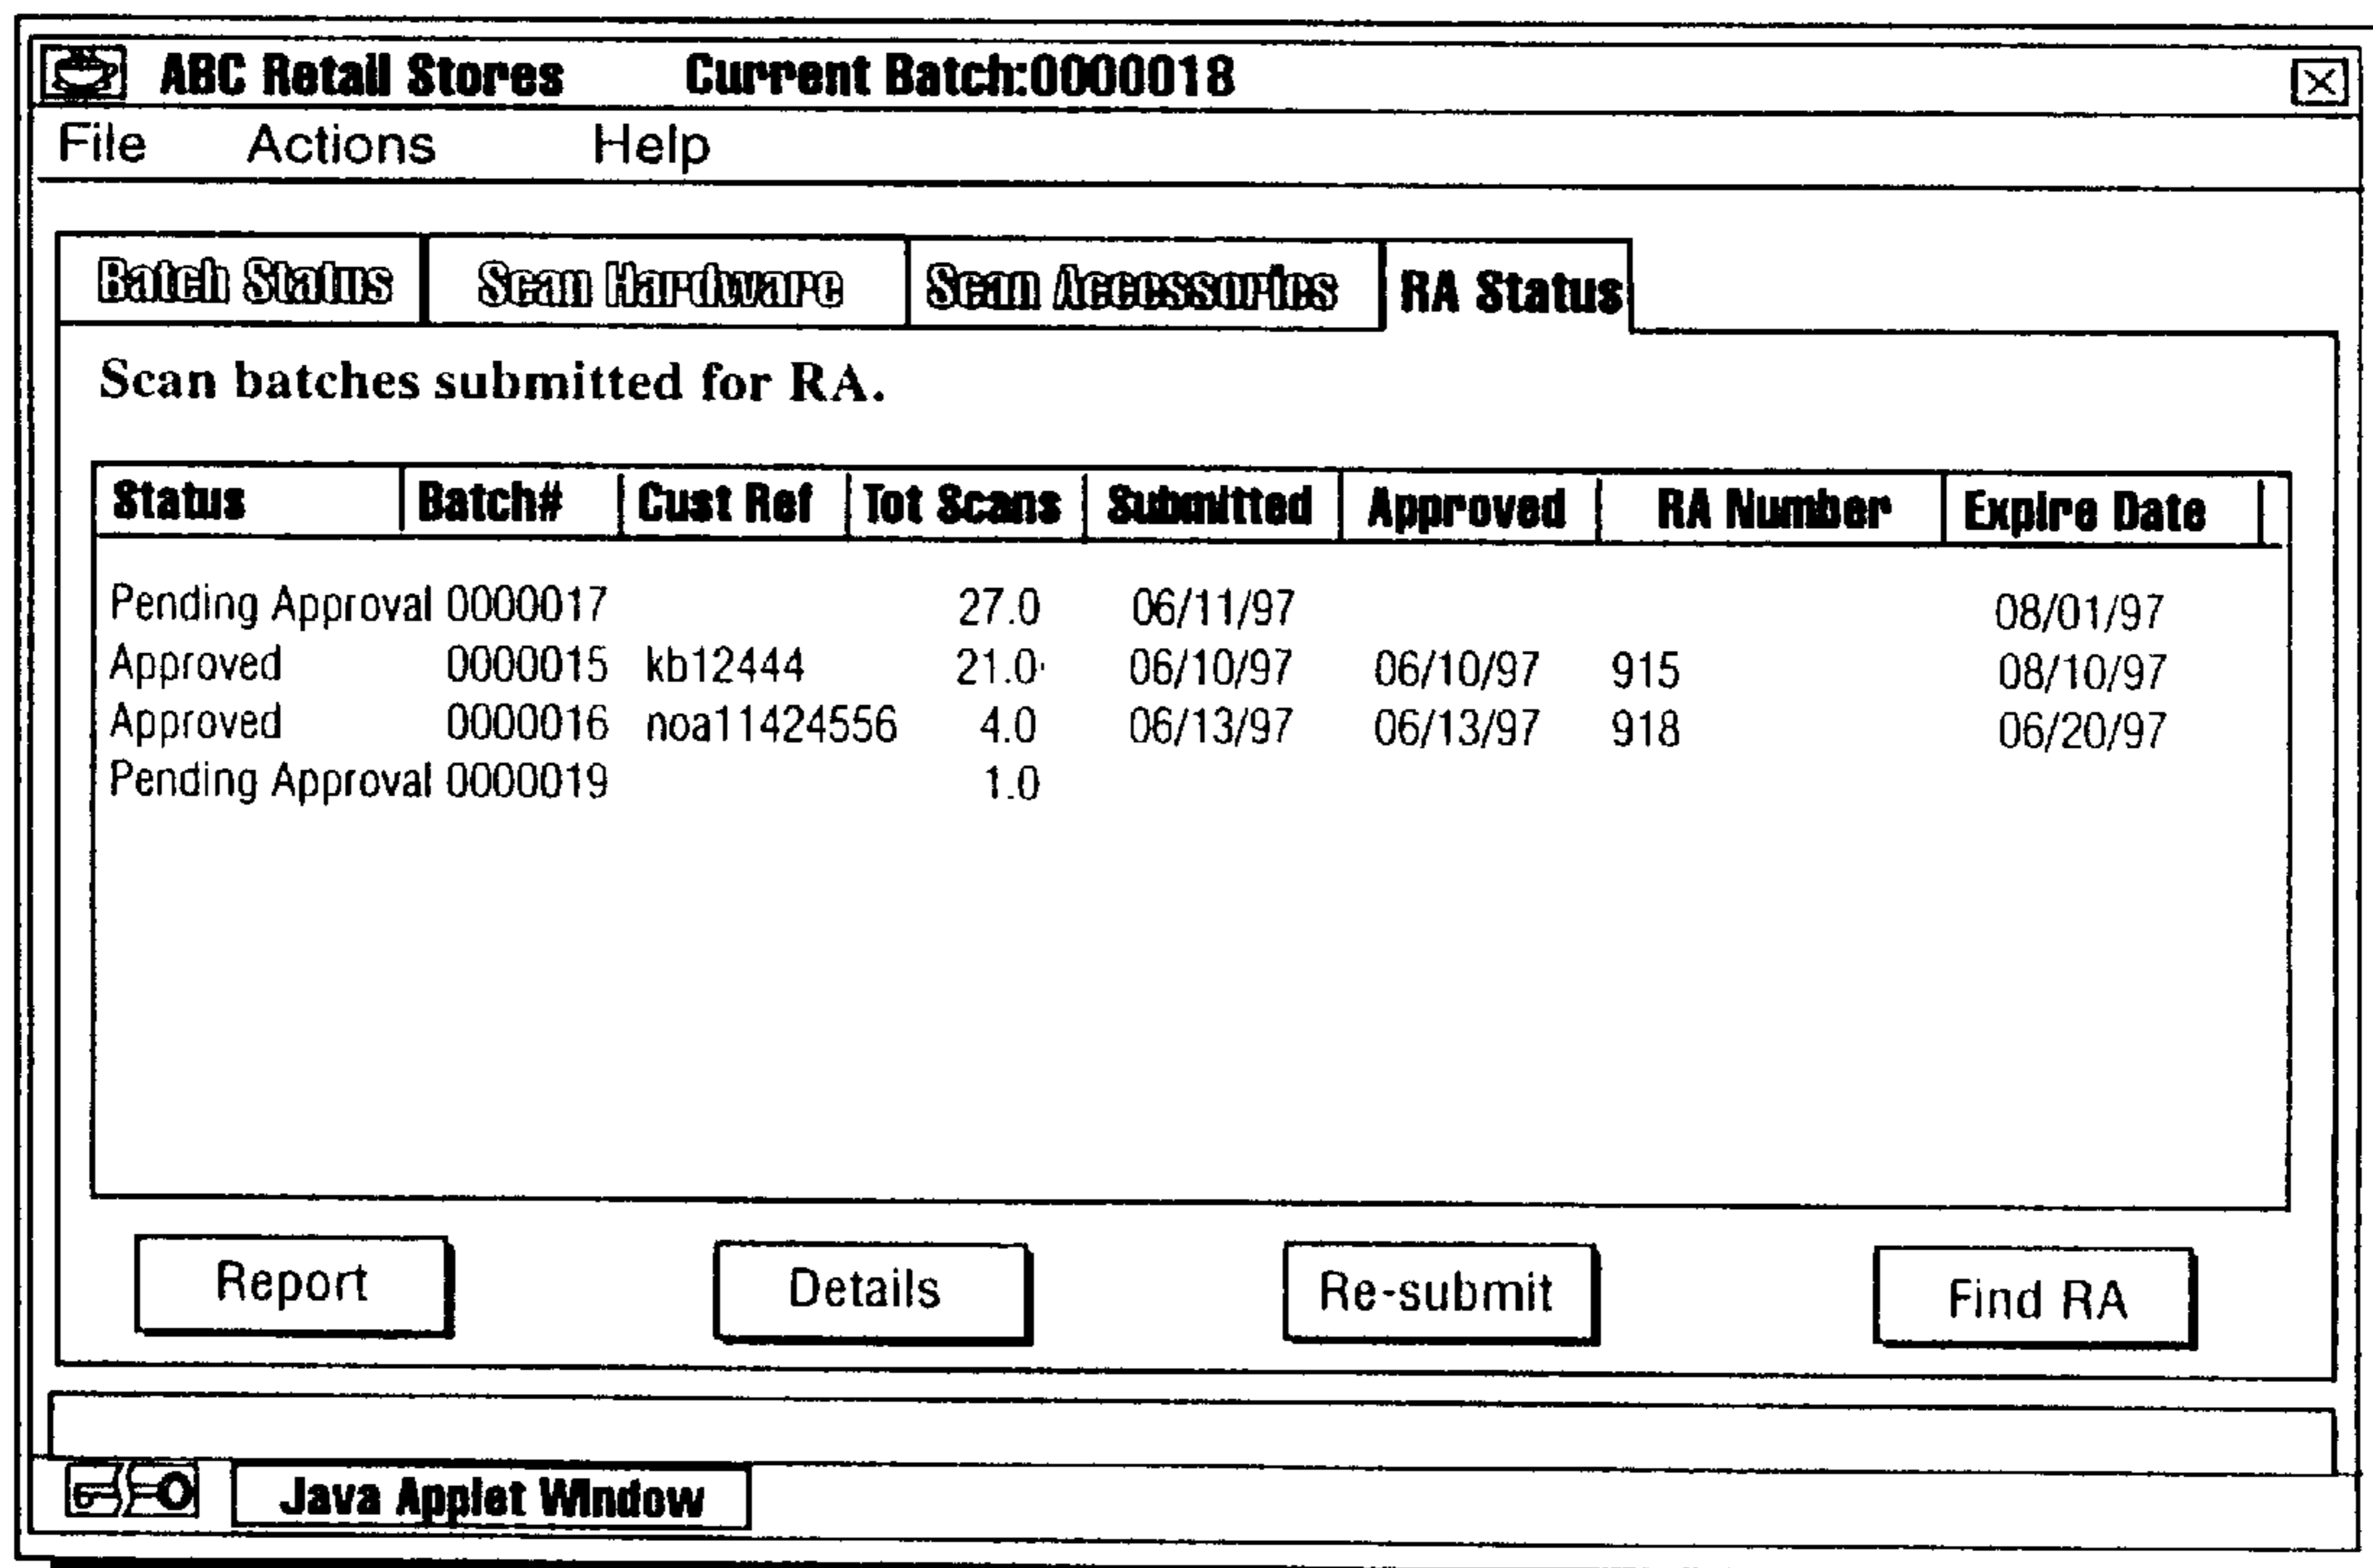 ABC Retail Stores Current Batch:0000018
File Actions Help
Batch Status Scan Hardware Scan Accessories RA Status
Scan batches submitted for RA.
Status Batch# Cust Ref Tot Scans Submitted Approved RA Number Expire Date
Pending Approval 0000017 27.0 06/11/97 08/01/97
Approved 0000015 kb12444 21.0 06/10/97 06/10/97 915 08/10/97
Approved 0000016 noa11424556 4.0 06/13/97 06/13/97 918 06/20/97
Pending Approval 0000019 1.0
Report Details Re-submit Find RA
Java Applet Window